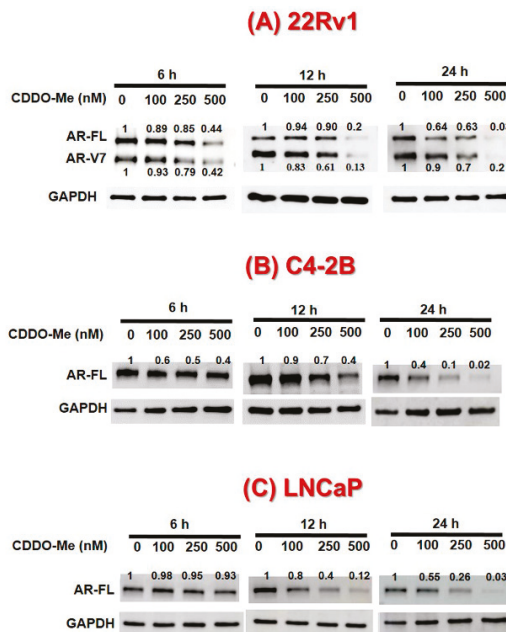 (A) 22Rv1
6 h 12 h 24 h
CDDO-Me (nM) 0 100 250 500 0 100 250 500 0 100 250 500
1 0.89 0.85 0.44 1 0.94 0.90 0.2 1 0.64 0.63
AR-FL
AR-V7
1 0.93 0.79 0.42 1 0.83 0.61 0.13 1 0.9 0.7 0.2
GAPDH
(B) C4-2B
6 h 12 h 24 h
CDDO-Me (nM) 0 100 250 500 0 100 250 500 0 100 250 500
1 0.6 0.5 0.4 1 0.9 0.7 0.4 1 0.4 0.1 0.02
AR-FL
GAPDH
(C) LNCaP
6 h 12 h 24 h
CDDO-Me (nM) 0 100 250 500 0 100 250 500 0 100 250 500
1 0.98 0.95 0.93 1 0.8 0.4 0.12 1 0.55 0.26 0.03
AR-FL
GAPDH